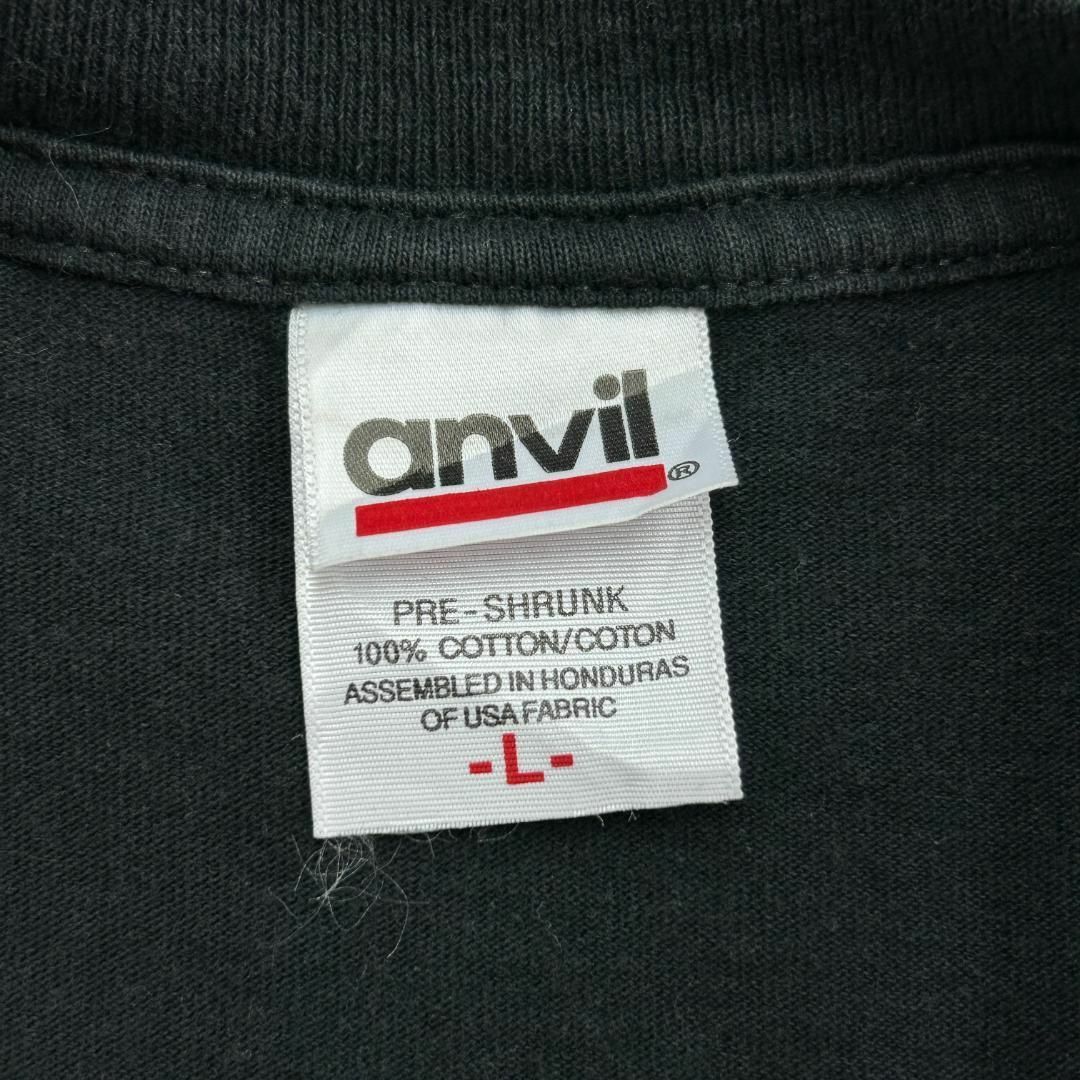 anvil®
PRE-SHRUNK
100% COTTON/COTON
ASSEMBLED IN HONDURAS
OF USA FABRIC
-L-